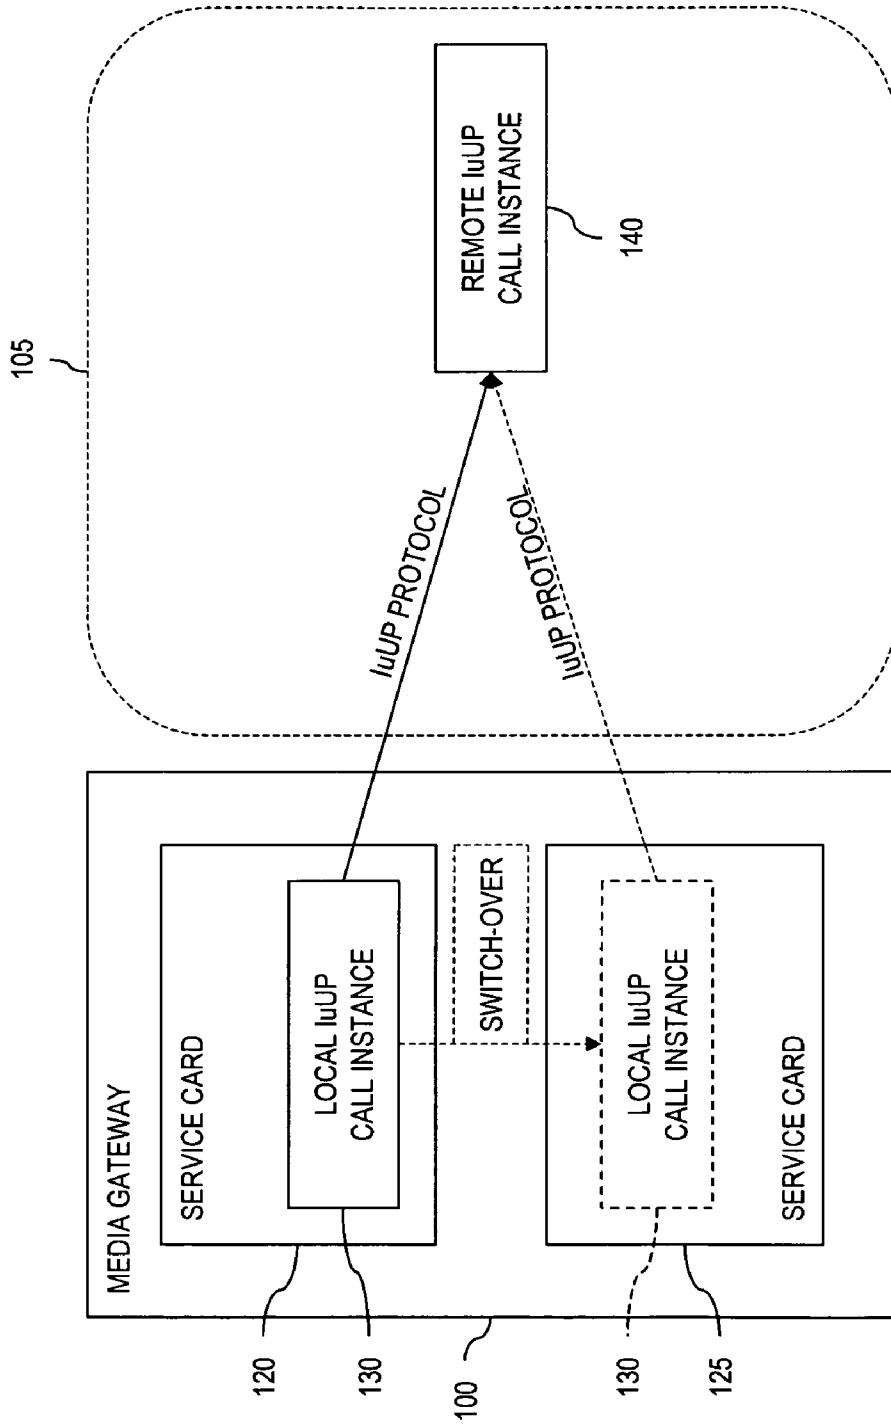 MEDIA GATEWAY
SERVICE CARD
LOCAL IuUP
CALL INSTANCE
120
130
SWITCH-OVER
100
LOCAL IuUP
CALL INSTANCE
SERVICE CARD
130
125
IuUP PROTOCOL
IuUP PROTOCOL
105
REMOTE IuUP
CALL INSTANCE
140